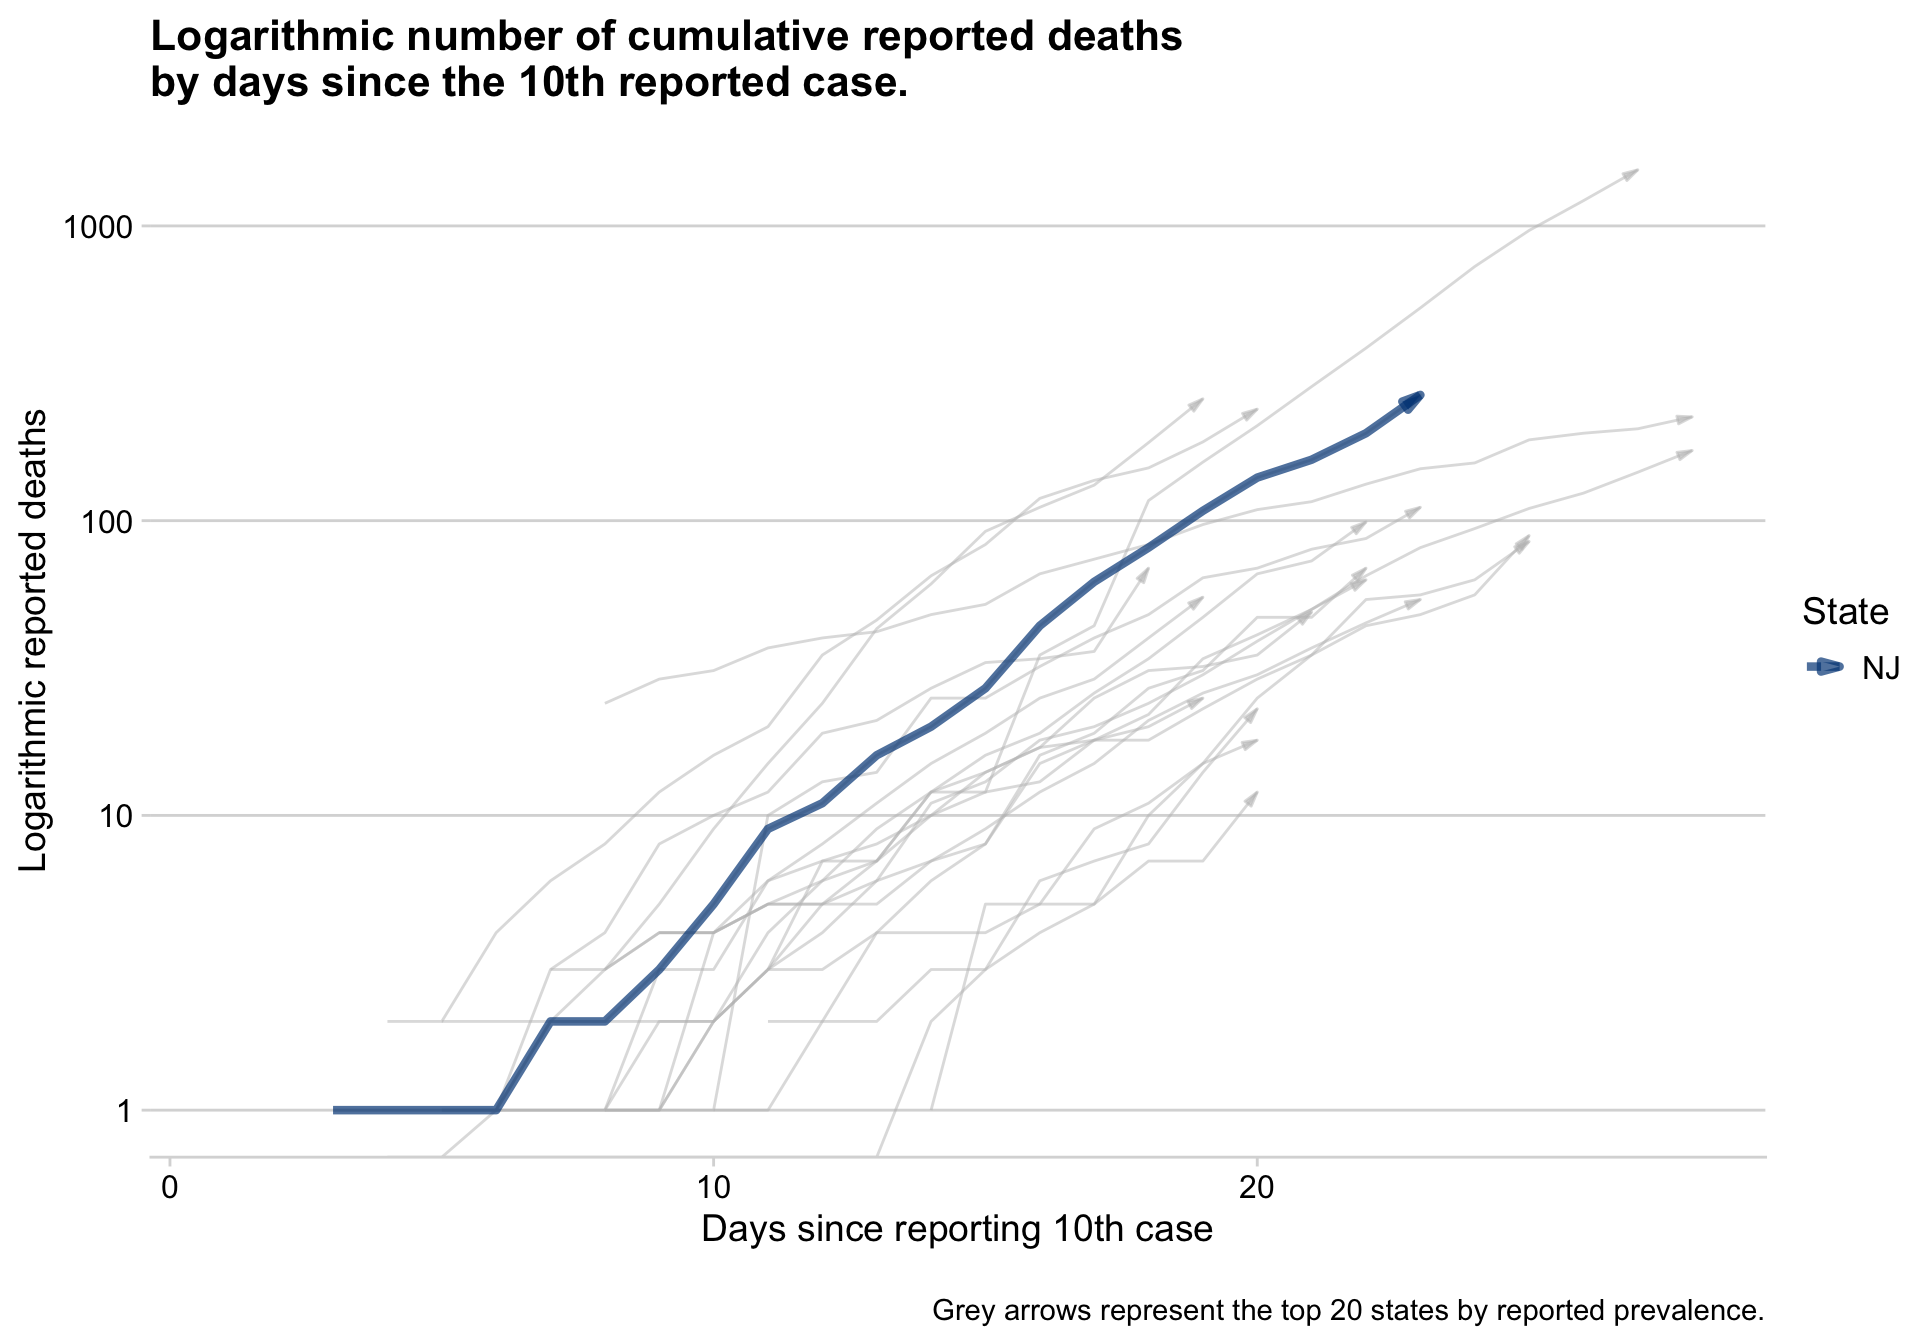 Logarithmic number of cumulative reported deaths
by days since the 10th reported case.
Logarithmic reported deaths
1000
100
10
1
0
10
20
Days since reporting 10th case
State
NJ
Grey arrows represent the top 20 states by reported prevalence.